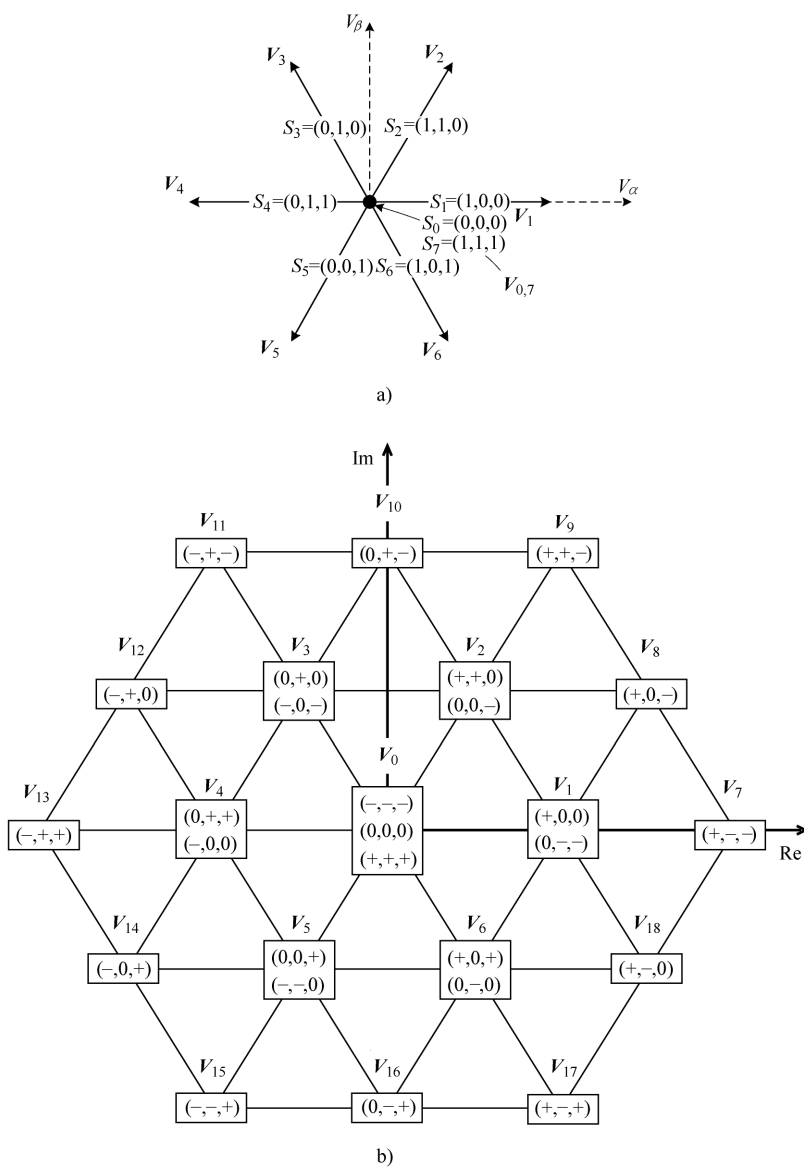 Vβ
V3 V2
S3=(0,1,0) S2=(1,1,0)
V4 S4=(0,1,1) S1=(1,0,0) Vα
V1
S0=(0,0,0)
S7=(1,1,1)
S5=(0,0,1) S6=(1,0,1)
V0,7
V5 V6
a)
Im
V11 V10 V9
(−,+,−) (0,+,−) (+,+,−)
V12 V3 V2 V8
(0,+,0) (+,+,0)
(−,+,0) (+,0,−)
(−,0,−) (0,0,−)
V0
V13 V4 V1 V7
(−,−,−)
(0,+,+) (+,0,0)
(−,+,+) (0,0,0) (+,−,−)
(−,0,0) (0,−,−)
(+,+,+)
Re
V14 V5 V6 V18
(0,0,+) (+,0,+)
(−,0,+) (+,−,0)
(−,−,0) (0,−,0)
V15 V16 V17
(−,−,+) (0,−,+) (+,−,+)
b)